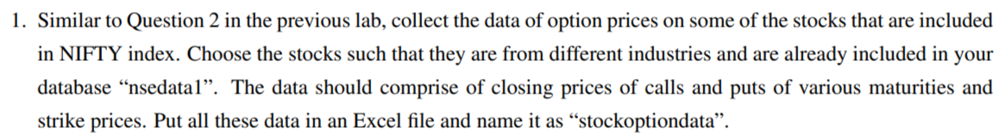 1. Similar to Question 2 in the previous lab, collect the data of option prices on some of the stocks that are included
in NIFTY index. Choose the stocks such that they are from different industries and are already included in your
database “nsedata1”. The data should comprise of closing prices of calls and puts of various maturities and
strike prices. Put all these data in an Excel file and name it as “stockoptiondata”.